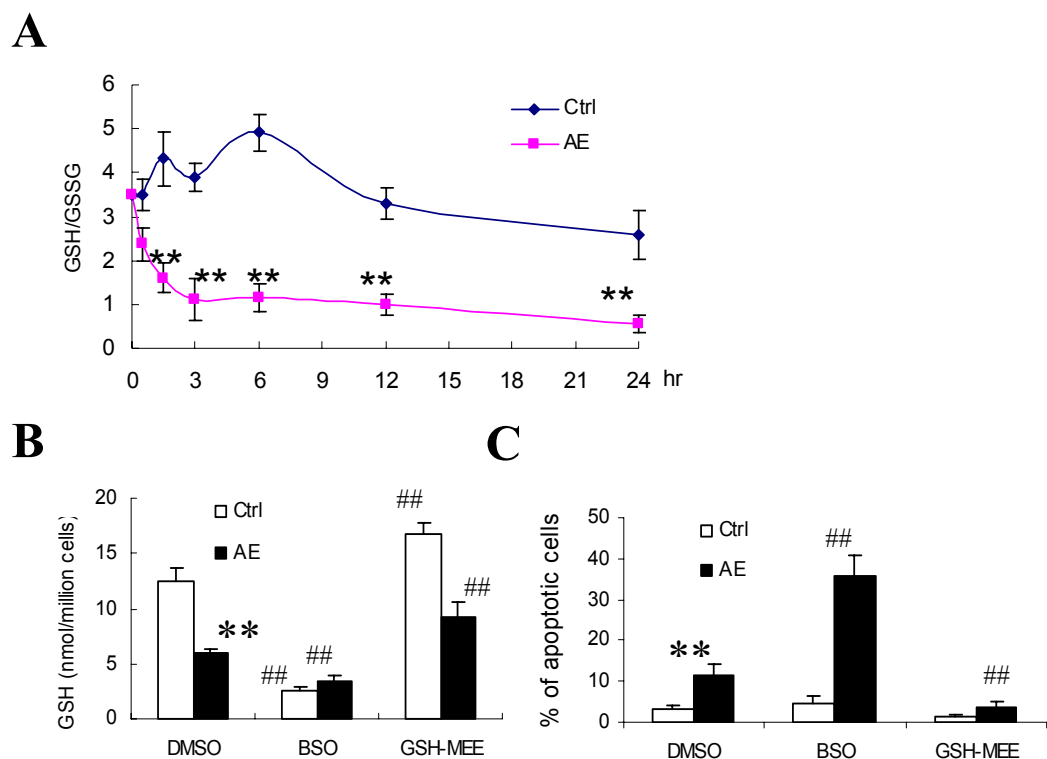 A
GSH/GSSG
6
5
4
3
2
1
0
Ctrl
AE
**
**
**
**
**
0 3 6 9 12 15 18 21 24 hr
B
GSH (nmol/million cells)
20
15
10
5
0
Ctrl
AE
**
##
##
##
##
DMSO BSO GSH-MEE
C
% of apoptotic cells
50
40
30
20
10
0
Ctrl
AE
**
##
##
DMSO BSO GSH-MEE